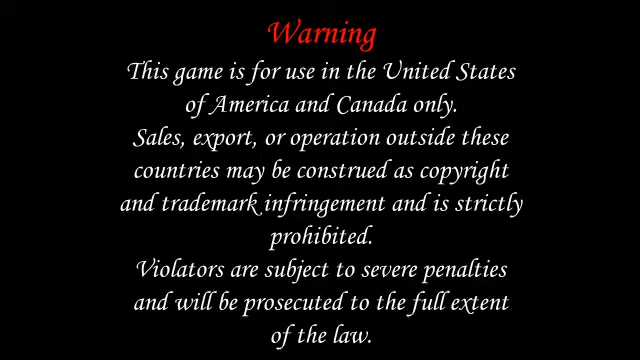 Warning
This game is for use in the United States
of America and Canada only.
Sales, export, or operation outside these
countries may be construed as copyright
and trademark infringement and is strictly
prohibited.
Violators are subject to severe penalties
and will be prosecuted to the full extent
of the law.